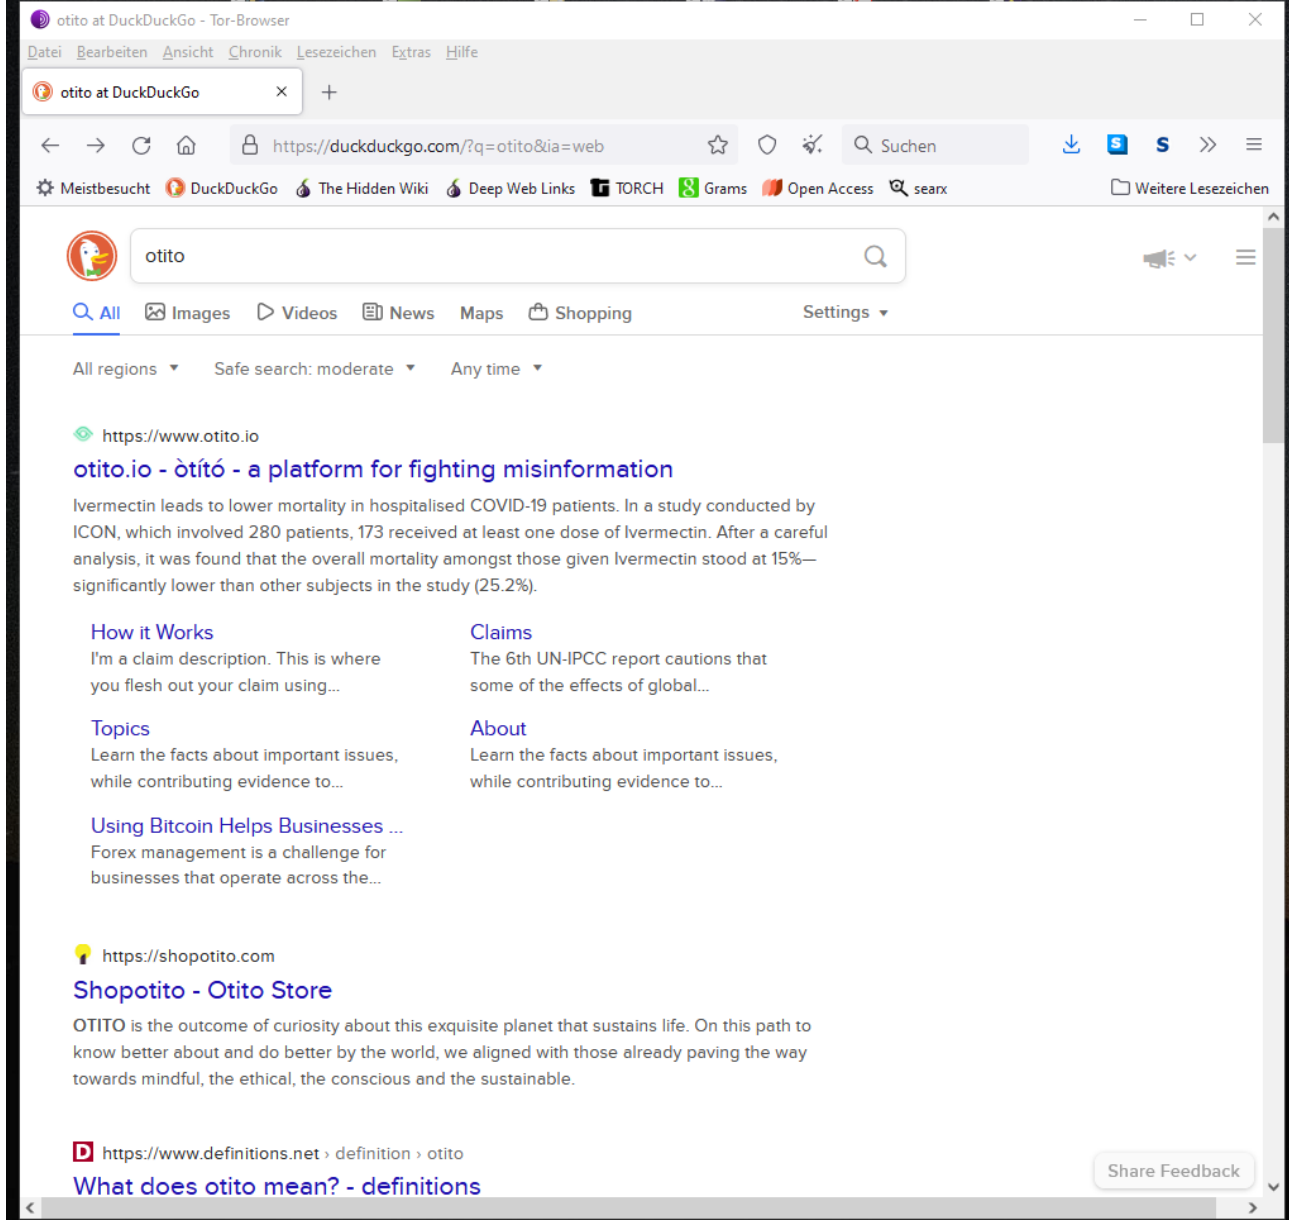 otito at DuckDuckGo - Tor-Browser
Datei Bearbeiten Ansicht Chronik Lesezeichen Extras Hilfe
otito at DuckDuckGo
https://duckduckgo.com/?q=otito&ia=web
Suchen
S S
Meistbesucht DuckDuckGo The Hidden Wiki Deep Web Links TORCH Grams Open Access searx Weitere Lesezeichen
otito
All Images Videos News Maps Shopping Settings
All regions Safe search: moderate Any time
https://www.otito.io
otito.io - òtító - a platform for fighting misinformation
Ivermectin leads to lower mortality in hospitalised COVID-19 patients. In a study conducted by
ICON, which involved 280 patients, 173 received at least one dose of Ivermectin. After a careful
analysis, it was found that the overall mortality amongst those given Ivermectin stood at 15%—
significantly lower than other subjects in the study (25.2%).
How it Works
I'm a claim description. This is where
you flesh out your claim using...
Claims
The 6th UN-IPCC report cautions that
some of the effects of global...
Topics
Learn the facts about important issues,
while contributing evidence to...
About
Learn the facts about important issues,
while contributing evidence to...
Using Bitcoin Helps Businesses ...
Forex management is a challenge for
businesses that operate across the...
https://shopotito.com
Shopotito - Otito Store
OTITO is the outcome of curiosity about this exquisite planet that sustains life. On this path to
know better about and do better by the world, we aligned with those already paving the way
towards mindful, the ethical, the conscious and the sustainable.
D https://www.definitions.net › definition › otito
What does otito mean? - definitions
Share Feedback